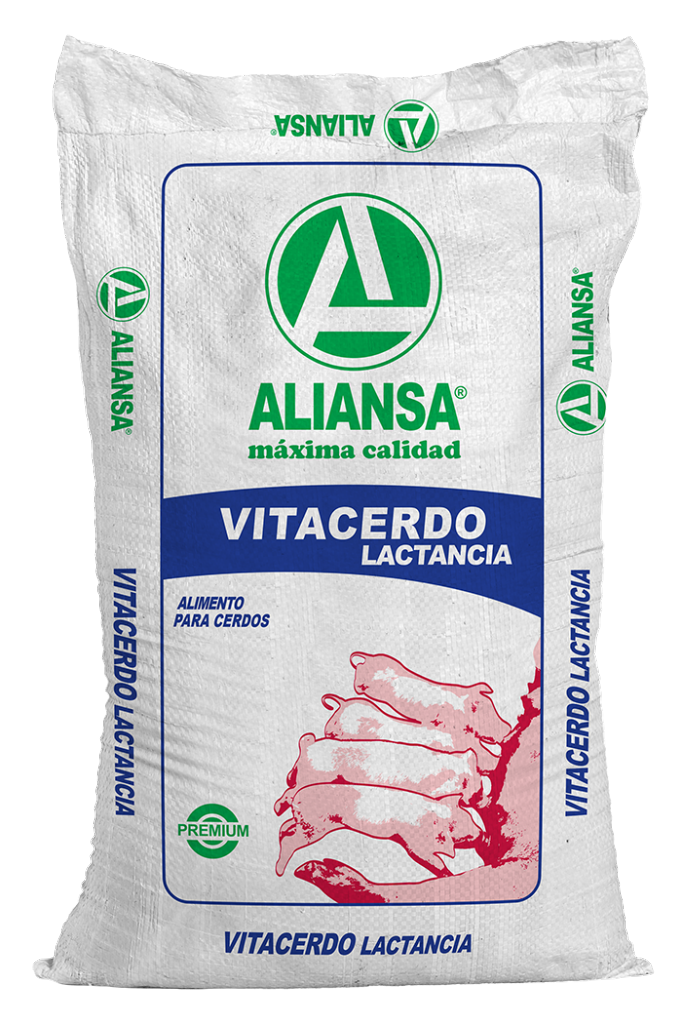 ALIANSA®
ALIANSA®
máxima calidad
VITACERDO
LACTANCIA
ALIMENTO
PARA CERDOS
PREMIUM
VITACERDO LACTANCIA
ALIANSA®
VITACERDO LACTANCIA
ALIANSA®
VITACERDO LACTANCIA